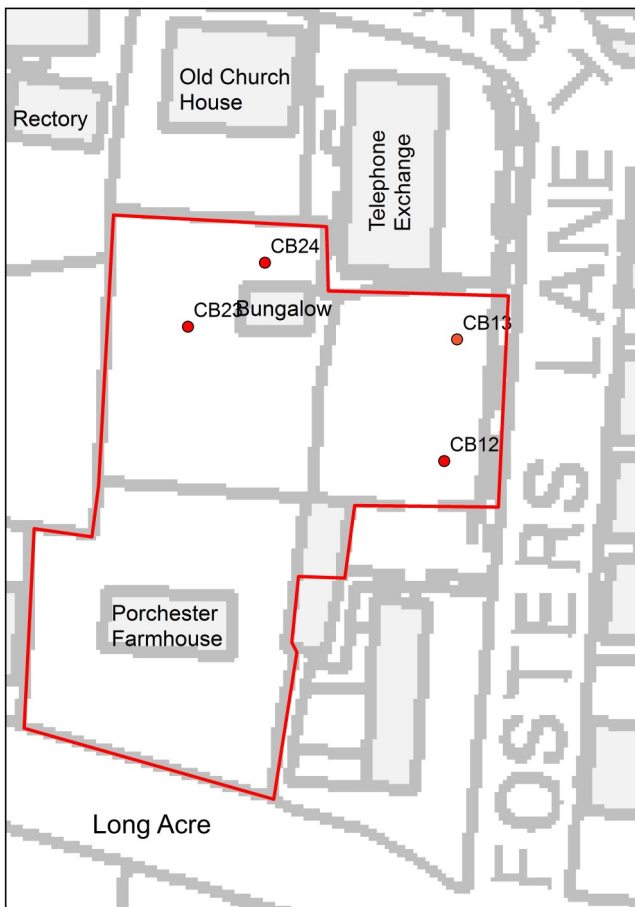 Old Church
House
Rectory
Telephone
Exchange
CB24
CB23
Bungalow
CB13
CB12
FOSTERS LANE
Porchester
Farmhouse
Long Acre